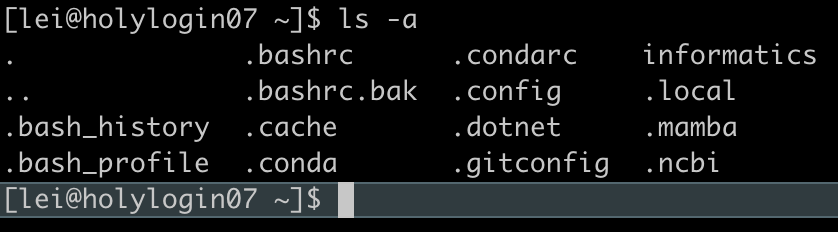 [lei@holylogin07 ~]$ ls -a
.              .bashrc      .condarc    informatics
..             .bashrc.bak  .config     .local
.bash_history  .cache       .dotnet     .mamba
.bash_profile  .conda       .gitconfig  .ncbi
[lei@holylogin07 ~]$